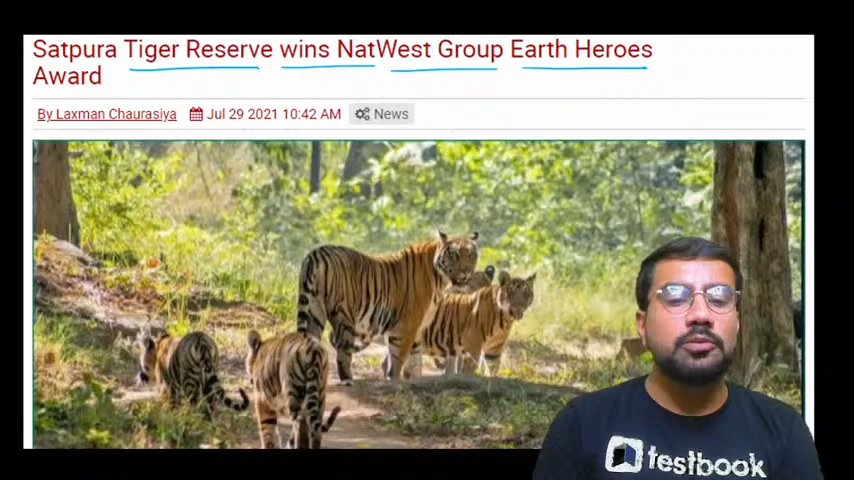 Satpura Tiger Reserve wins NatWest Group Earth Heroes
Award
By Laxman Chaurasiya Jul 29 2021 10:42 AM News
testbook